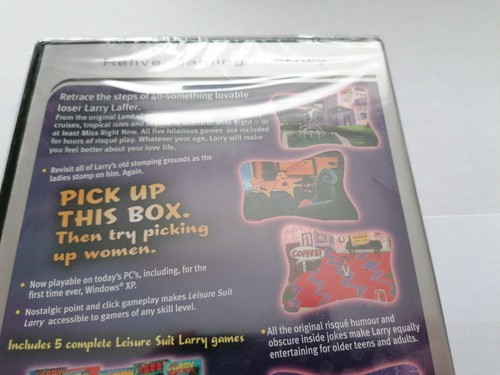 Relive Gaming
Retrace the steps of 40-something lovable
loser Larry Laffer.
From the original Land
cruises, tropical isles and Right – or
at least Miss Right Now. All five hilarious games are included
for hours of risqué play. Whatever your age, Larry will make
you feel better about your love life.
• Revisit all of Larry's old stomping grounds as the
ladies stomp on him. Again.
PICK UP
THIS BOX.
Then try picking
up women.
• Now playable on today's PC's, including, for the
first time ever, Windows® XP.
• Nostalgic point and click gameplay makes Leisure Suit
Larry accessible to gamers of any skill level.
COFFEE
• All the original risqué humour and
obscure inside jokes make Larry equally
entertaining for older teens and adults.
Includes 5 complete Leisure Suit Larry games